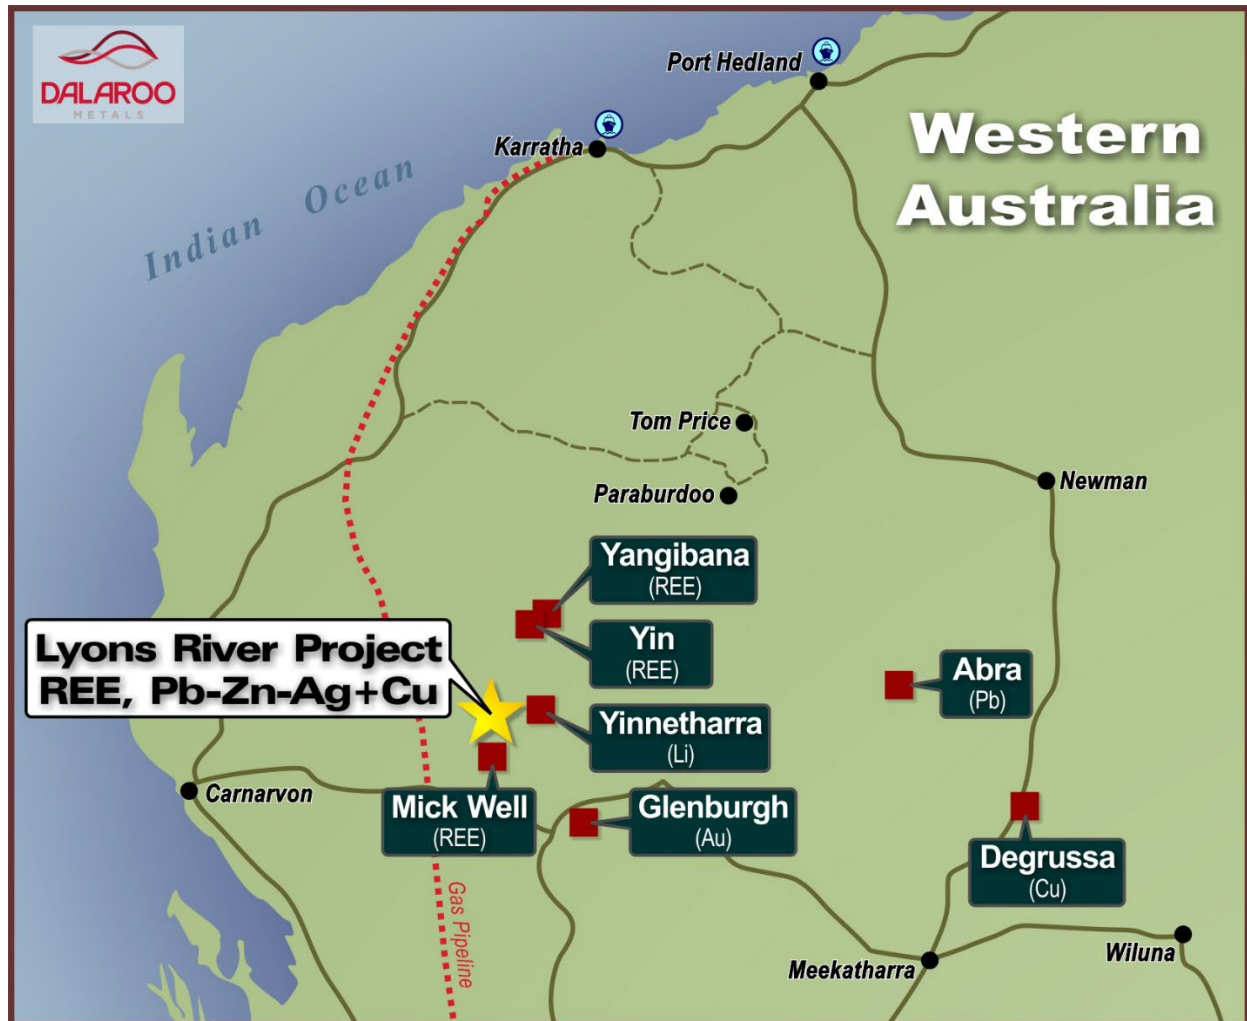 DALAROO
METALS
Port Hedland
Karratha
Western
Australia
Indian Ocean
Tom Price
Paraburdoo
Newman
Yangibana
(REE)
Yin
(REE)
Lyons River Project
REE, Pb-Zn-Ag+Cu
Abra
(Pb)
Yinnetharra
(Li)
Carnarvon
Mick Well
(REE)
Glenburgh
(Au)
Degrussa
(Cu)
Gas Pipeline
Meekatharra
Wiluna